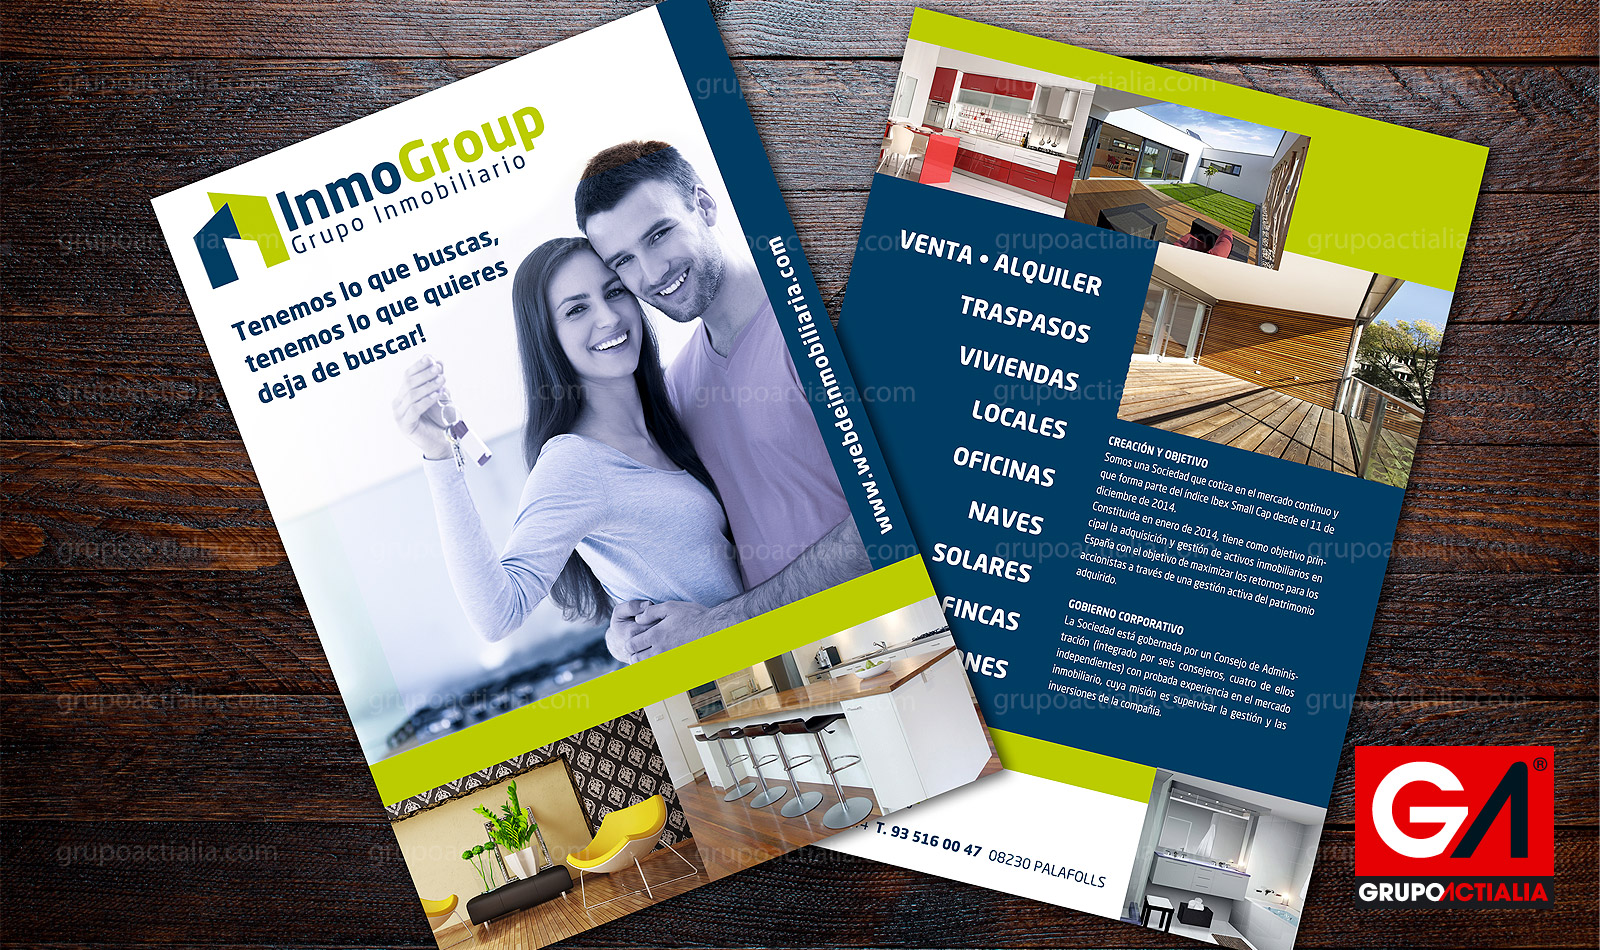 InmoGroup
Grupo Inmobiliario
Tenemos lo que buscas,
tenemos lo que quieres
deja de buscar!
www.webdeinmobiliaria.com
VENTA • ALQUILER
TRASPASOS
VIVIENDAS
LOCALES
OFICINAS
NAVES
SOLARES
FINCAS
CREACIÓN Y OBJETIVO
Somos una Sociedad que cotiza en el mercado continuo y
que forma parte del índice Ibex Small Cap desde el 11 de
diciembre de 2014.
Constituida en enero de 2014, tiene como objetivo prin-
cipal la adquisición y gestión de activos inmobiliarios en
España con el objetivo de maximizar los retornos para los
accionistas a través de una gestión activa del patrimonio
adquirido.
GOBIERNO CORPORATIVO
La Sociedad está gobernada por un Consejo de Adminis-
tración (integrado por seis consejeros, cuatro de ellos
independientes) con probada experiencia en el mercado
inmobiliario, cuya misión es supervisar la gestión y las
inversiones de la compañía.
T. 93 516 00 47 08230 PALAFOLLS
GA®
GRUPOACTIALIA
grupoactialia.com